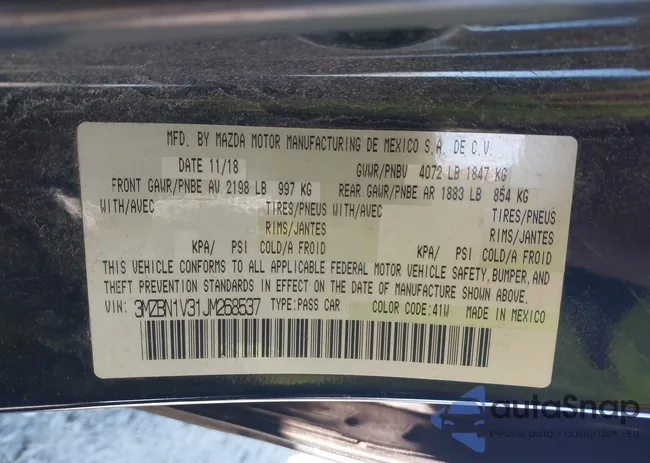 MFD. BY MAZDA MOTOR MANUFACTURING DE MEXICO S.A. DE C.V.
DATE 11/18 GVWR/PNBV 4072 LB 1847 KG
FRONT GAWR/PNBE AV 2198 LB 997 KG REAR GAWR/PNBE AR 1883 LB 854 KG
WITH/AVEC TIRES/PNEUS WITH/AVEC TIRES/PNEUS
RIMS/JANTES RIMS/JANTES
KPA/ PSI COLD/A FROID KPA/ PSI COLD/A FROID
THIS VEHICLE CONFORMS TO ALL APPLICABLE FEDERAL MOTOR VEHICLE SAFETY, BUMPER, AND
THEFT PREVENTION STANDARDS IN EFFECT ON THE DATE OF MANUFACTURE SHOWN ABOVE.
VIN: 3MZBN1V31JM268537 TYPE: PASS CAR COLOR CODE: 41W MADE IN MEXICO
autoSnap